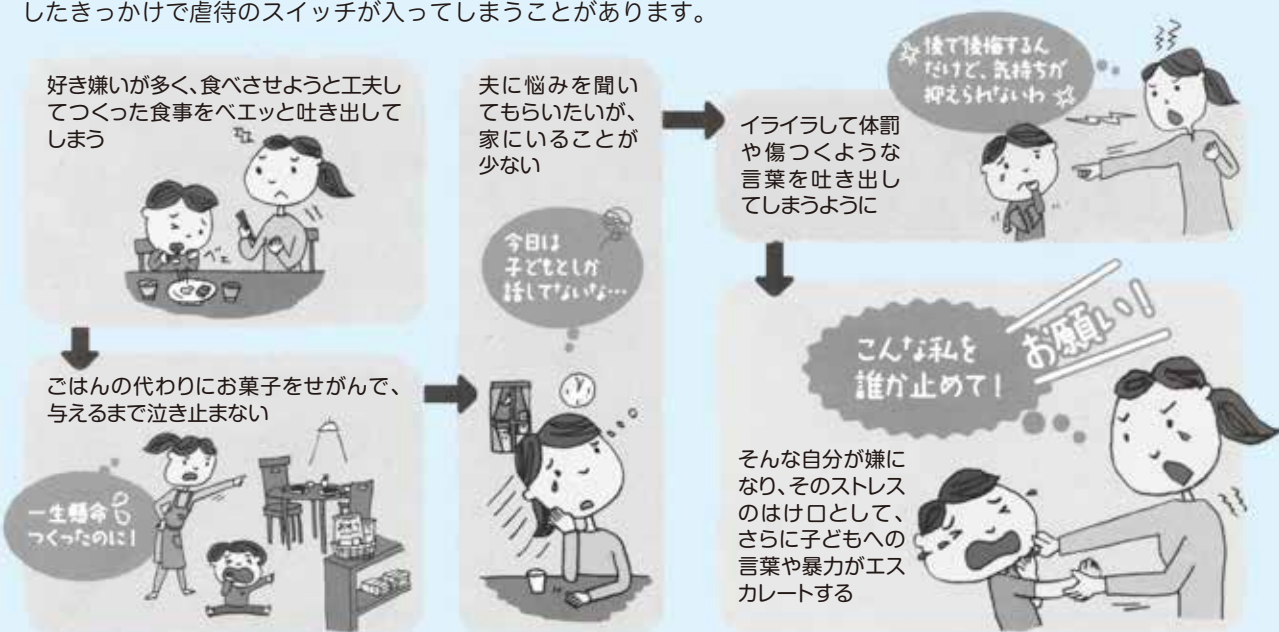 したきっかけで虐待のスイッチが入ってしまうことがあります。
好き嫌いが多く、食べさせようと工夫し
てつくった食事をベエッと吐き出して
しまう
ベェ
ごはんの代わりにお菓子をせがんで、
与えるまで泣き止まない
一生懸命
つくったのに！
夫に悩みを聞い
てもらいたいが、
家にいることが
少ない
今日は
子どもとしか
話してないな…
イライラして体罰
や傷つくような
言葉を吐き出し
てしまうように
後で後悔するん
だけど、気持ちが
抑えられないわ
こんな私を
誰か止めて！
お願い！
そんな自分が嫌に
なり、そのストレス
のはけ口として、
さらに子どもへの
言葉や暴力がエス
カレートする